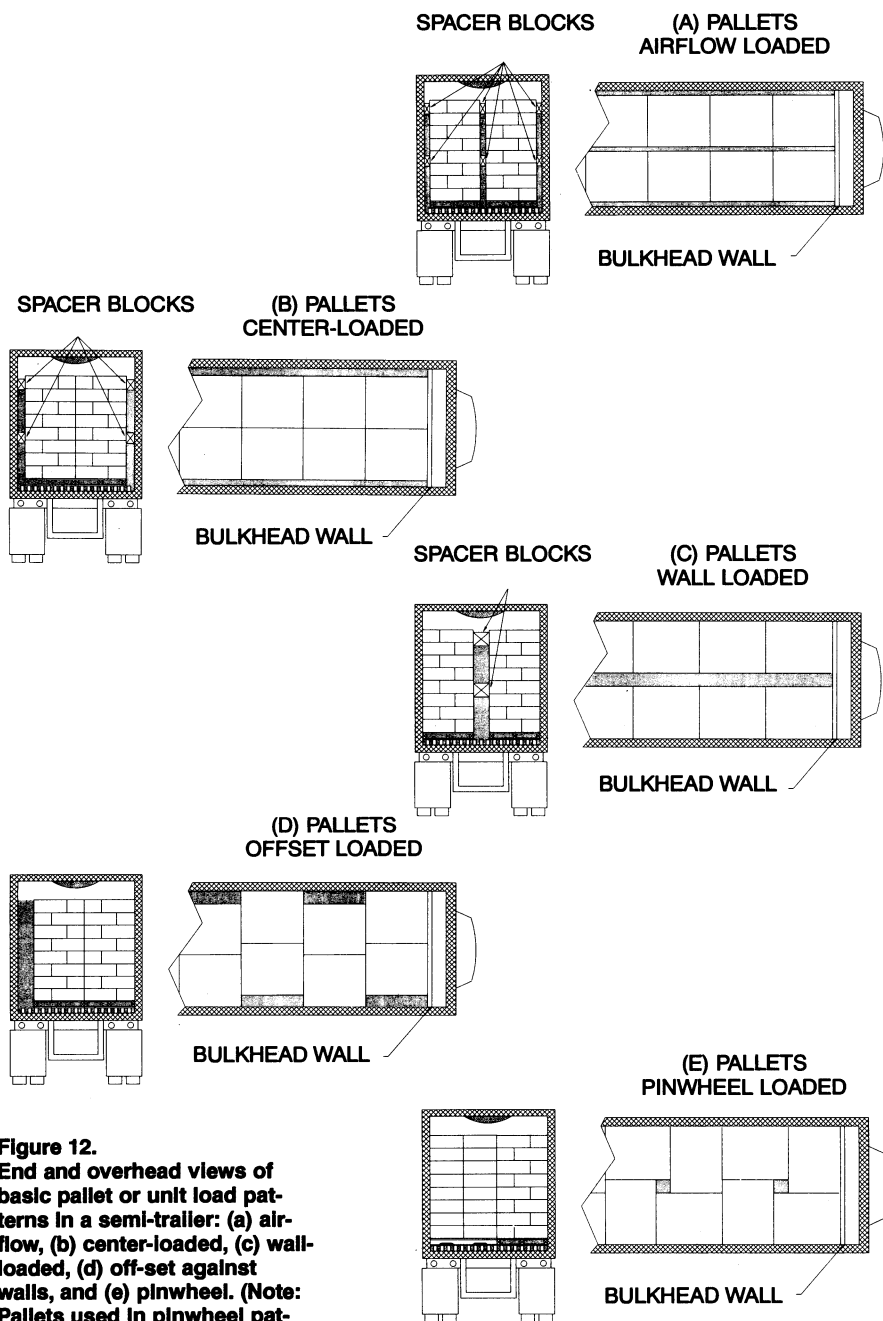 SPACER BLOCKS
(A) PALLETS
AIRFLOW LOADED
BULKHEAD WALL
SPACER BLOCKS
(B) PALLETS
CENTER-LOADED
BULKHEAD WALL
SPACER BLOCKS
(C) PALLETS
WALL LOADED
BULKHEAD WALL
(D) PALLETS
OFFSET LOADED
BULKHEAD WALL
(E) PALLETS
PINWHEEL LOADED
BULKHEAD WALL
Figure 12.
End and overhead views of
basic pallet or unit load pat-
terns in a semi-trailer: (a) air-
flow, (b) center-loaded, (c) wall-
loaded, (d) off-set against
walls, and (e) pinwheel. (Note:
Pallets used in pinwheel pat-